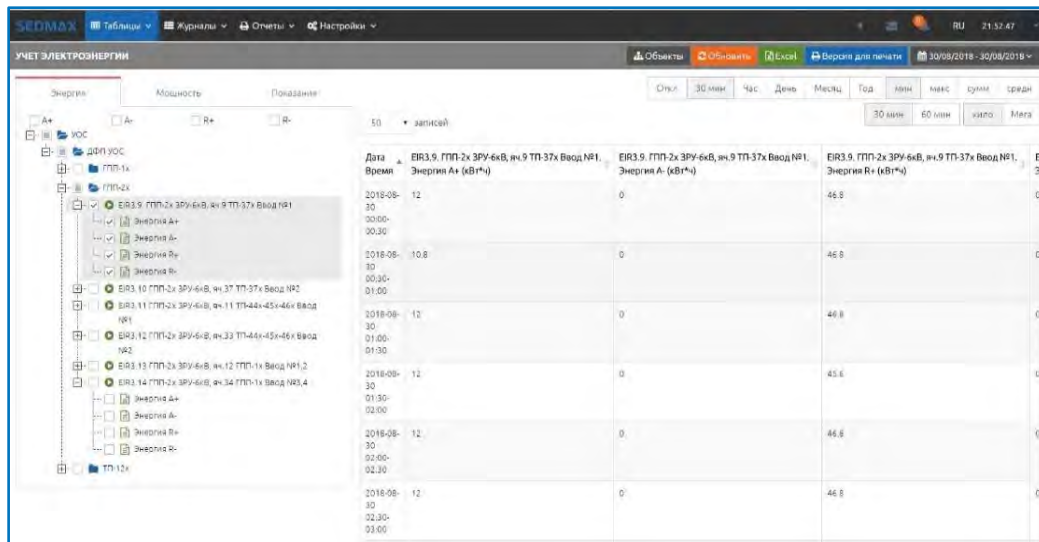 SEDMAX Таблицы Журналы Отчеты Настройки RU 21:52:47
УЧЕТ ЭЛЕКТРОЭНЕРГИИ Объекты Обновить Excel Версия для печати 30/08/2018 - 30/08/2018
Энергия Мощность Показания
Откл 30 мин Час День Месяц Год мин макс сумм средн
A+ A- R+ R-
50 записей 30 мин 60 мин кило Мега
УОС
ДФП УОС
ГПП-1х
ГПП-2х
EIR3.9. ГПП-2х ЗРУ-6кВ, яч.9 ТП-37х Ввод №1
Энергия A+
Энергия A-
Энергия R+
Энергия R-
EIR3.10 ГПП-2х ЗРУ-6кВ, яч.37 ТП-37х Ввод №2
EIR3.11 ГПП-2х ЗРУ-6кВ, яч.11 ТП-44х-45х-46х Ввод
№1
EIR3.12 ГПП-2х ЗРУ-6кВ, яч.33 ТП-44х-45х-46х Ввод
№2
EIR3.13 ГПП-2х ЗРУ-6кВ, яч.12 ГПП-1х Ввод №1,2
EIR3.14 ГПП-2х ЗРУ-6кВ, яч.34 ГПП-1х Ввод №3,4
Энергия A+
Энергия A-
Энергия R+
Энергия R-
ТП-12х
Дата EIR3.9. ГПП-2х ЗРУ-6кВ, яч.9 ТП-37х Ввод №1. EIR3.9. ГПП-2х ЗРУ-6кВ, яч.9 ТП-37х Ввод №1. EIR3.9. ГПП-2х ЗРУ-6кВ, яч.9 ТП-37х Ввод №1.
Время Энергия A+ (кВт*ч) Энергия A- (кВт*ч) Энергия R+ (кВт*ч)
2018-08- 12 0 46.8
30
00:00-
00:30
2018-08- 10.8 0 46.8
30
00:30-
01:00
2018-08- 12 0 46.8
30
01:00-
01:30
2018-08- 12 0 45.6
30
01:30-
02:00
2018-08- 12 0 46.8
30
02:00-
02:30
2018-08- 12 0 46.8
30
02:30-
03:00